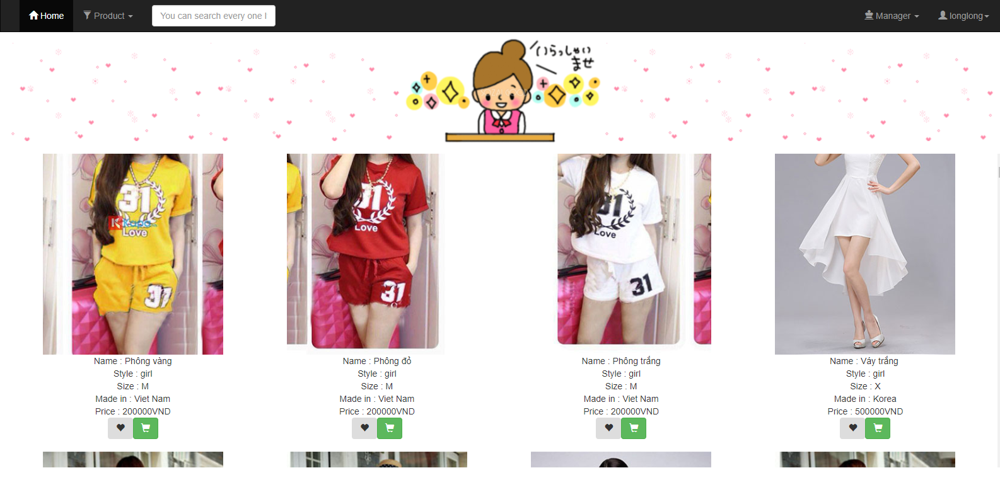 Home
Product
You can search every one I
Manager
longlong
いらっしゃい
ませ
31
Kapo.vn
Love
31
31
Love
31
31
Love
31
Name : Phông vàng
Style : girl
Size : M
Made in : Viet Nam
Price : 200000VND
Name : Phông đỏ
Style : girl
Size : M
Made in : Viet Nam
Price : 200000VND
Name : Phông trắng
Style : girl
Size : M
Made in : Viet Nam
Price : 200000VND
Name : Váy trắng
Style : girl
Size : X
Made in : Korea
Price : 500000VND